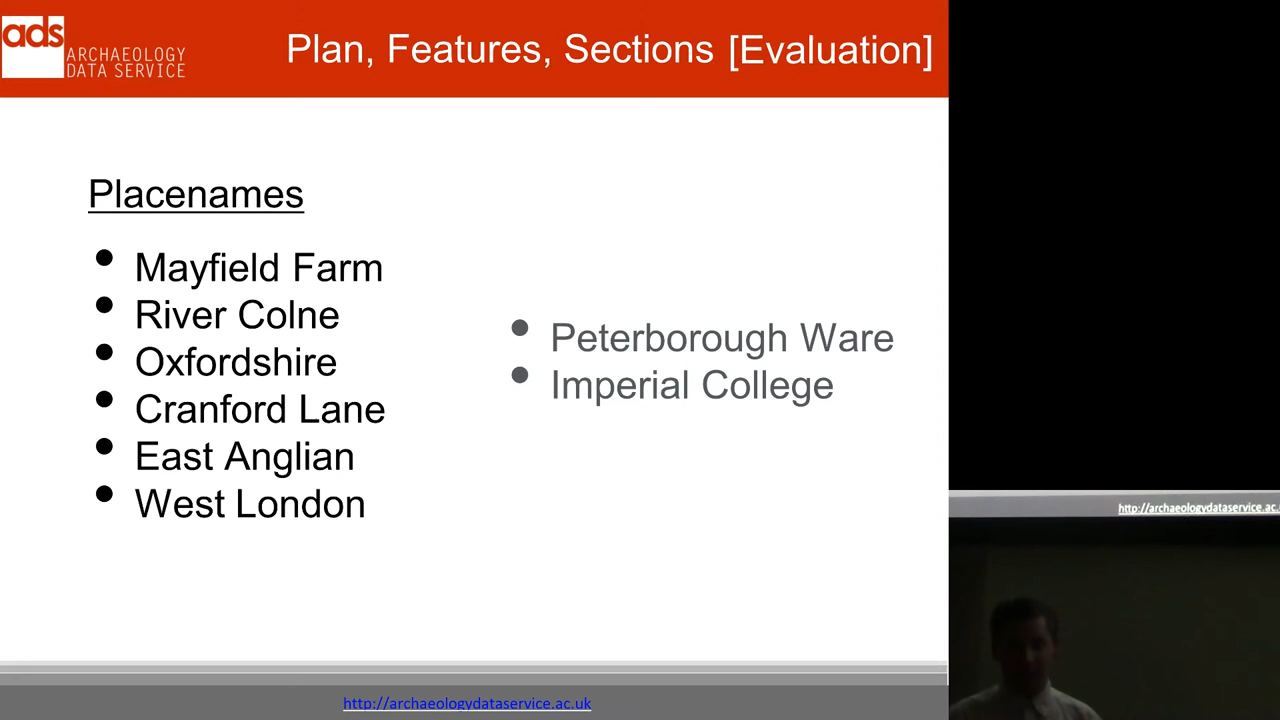 ads
ARCHAEOLOGY
DATA SERVICE
Plan, Features, Sections [Evaluation]
Placenames
• Mayfield Farm
• River Colne
• Oxfordshire
• Cranford Lane
• East Anglian
• West London
• Peterborough Ware
• Imperial College
http://archaeologydataservice.ac.uk
http://archaeologydataservice.ac.